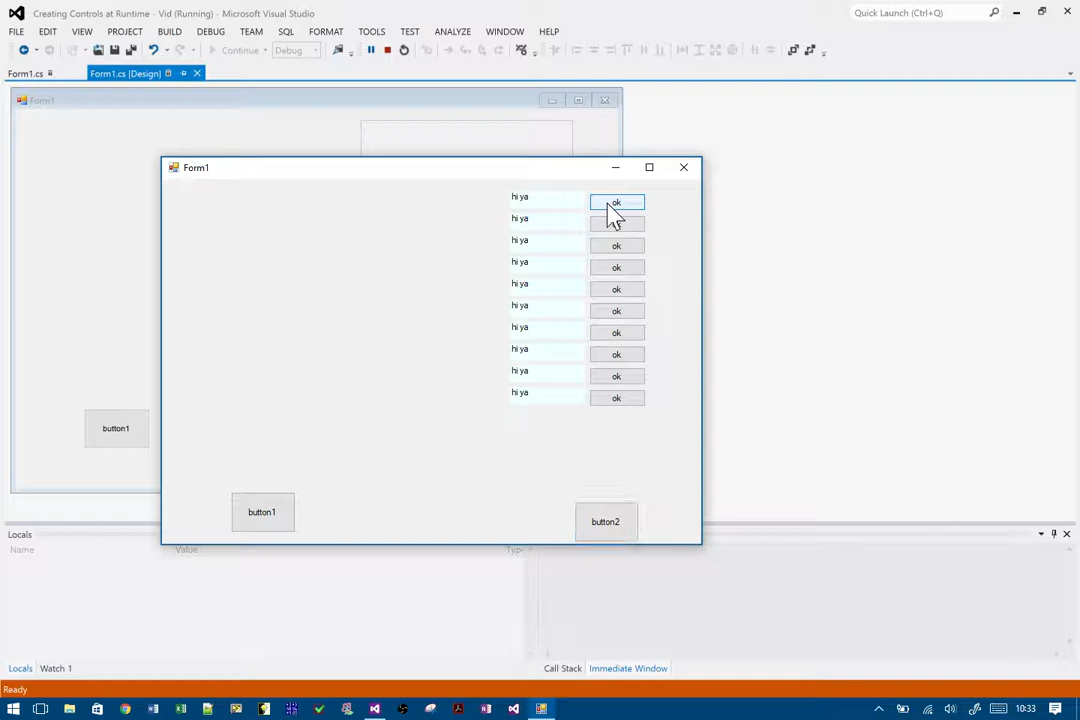 Creating Controls at Runtime - Vid (Running) - Microsoft Visual Studio
Quick Launch (Ctrl+Q)
FILE EDIT VIEW PROJECT BUILD DEBUG TEAM SQL FORMAT TOOLS TEST ANALYZE WINDOW HELP
Continue Debug
Form1.cs Form1.cs [Design]
Form1
Form1
hi ya ok
hi ya
hi ya ok
hi ya ok
hi ya ok
hi ya ok
hi ya ok
hi ya ok
hi ya ok
hi ya ok
button1
button1
button2
Locals
Name Value
Locals Watch 1
Call Stack Immediate Window
Ready
10:33